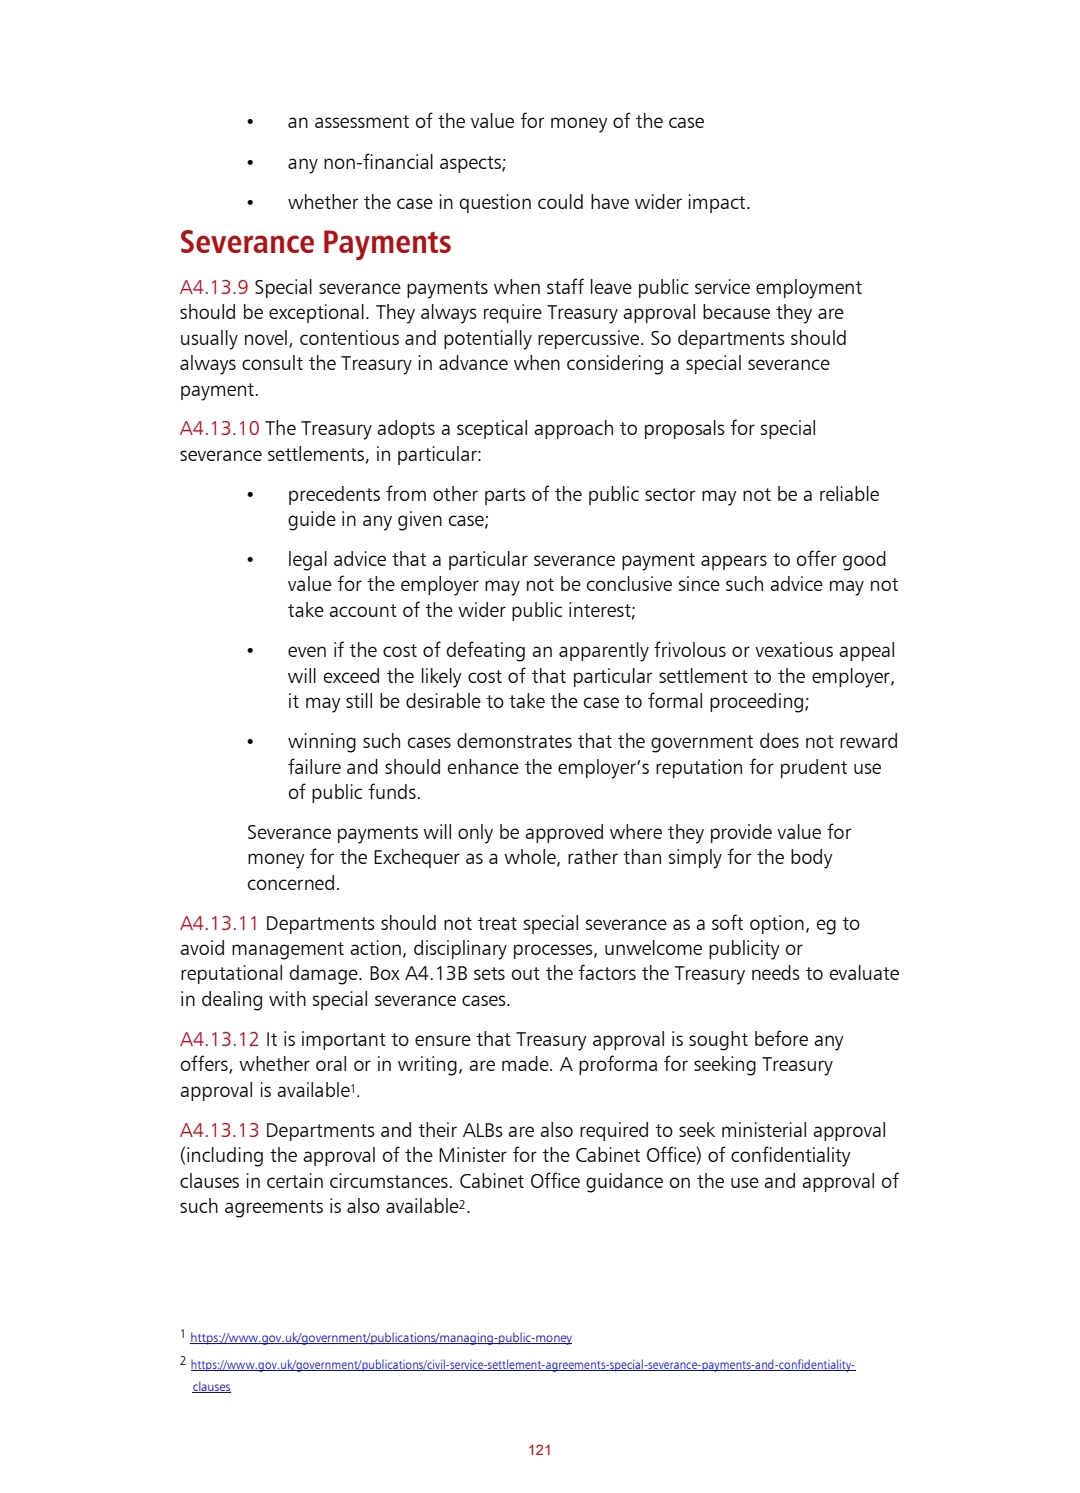 • an assessment of the value for money of the case
• any non-financial aspects;
• whether the case in question could have wider impact.
Severance Payments
A4.13.9 Special severance payments when staff leave public service employment
should be exceptional. They always require Treasury approval because they are
usually novel, contentious and potentially repercussive. So departments should
always consult the Treasury in advance when considering a special severance
payment.
A4.13.10 The Treasury adopts a sceptical approach to proposals for special
severance settlements, in particular:
• precedents from other parts of the public sector may not be a reliable
guide in any given case;
• legal advice that a particular severance payment appears to offer good
value for the employer may not be conclusive since such advice may not
take account of the wider public interest;
• even if the cost of defeating an apparently frivolous or vexatious appeal
will exceed the likely cost of that particular settlement to the employer,
it may still be desirable to take the case to formal proceeding;
• winning such cases demonstrates that the government does not reward
failure and should enhance the employer’s reputation for prudent use
of public funds.
Severance payments will only be approved where they provide value for
money for the Exchequer as a whole, rather than simply for the body
concerned.
A4.13.11 Departments should not treat special severance as a soft option, eg to
avoid management action, disciplinary processes, unwelcome publicity or
reputational damage. Box A4.13B sets out the factors the Treasury needs to evaluate
in dealing with special severance cases.
A4.13.12 It is important to ensure that Treasury approval is sought before any
offers, whether oral or in writing, are made. A proforma for seeking Treasury
approval is available1.
A4.13.13 Departments and their ALBs are also required to seek ministerial approval
(including the approval of the Minister for the Cabinet Office) of confidentiality
clauses in certain circumstances. Cabinet Office guidance on the use and approval of
such agreements is also available2.
1 https://www.gov.uk/government/publications/managing-public-money
2 https://www.gov.uk/government/publications/civil-service-settlement-agreements-special-severance-payments-and-confidentiality-
clauses
121